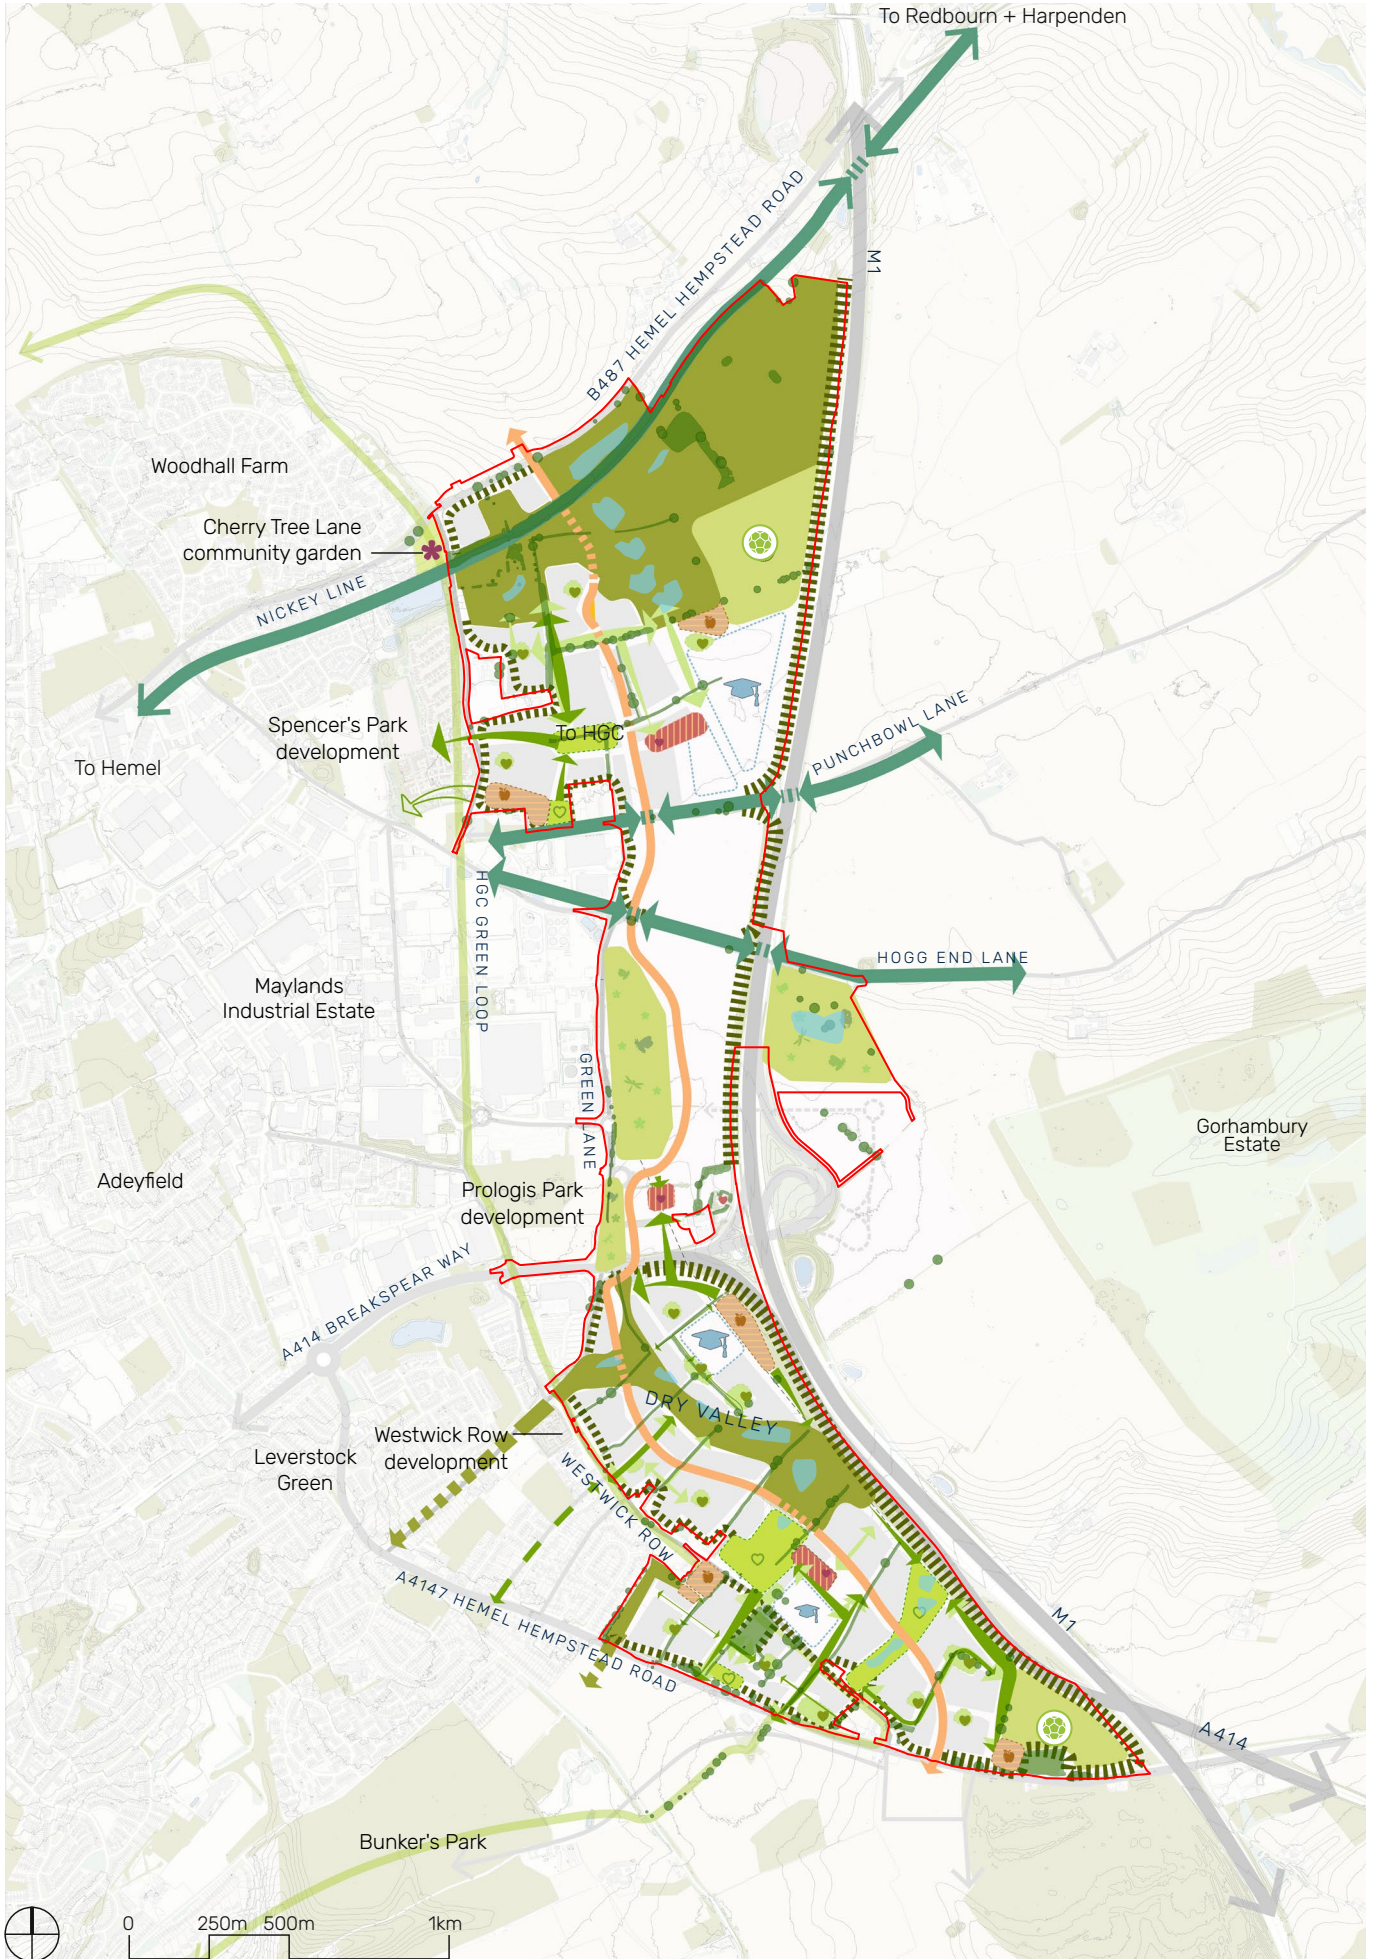 To Redbourn + Harpenden
B487 HEMEL HEMPSTEAD ROAD
M1
Woodhall Farm
Cherry Tree Lane
community garden
NICKEY LINE
PUNCHBOWL LANE
Spencer's Park
development
To HGC
To Hemel
HGC GREEN LOOP
HOGG END LANE
Maylands
Industrial Estate
GREEN LANE
Gorhambury
Estate
Adeyfield
Prologis Park
development
A414 BREAKSPEAR WAY
DRY VALLEY
Westwick Row
development
Leverstock
Green
WESTWICK ROW
A4147 HEMEL HEMPSTEAD ROAD
M1
A414
Bunker's Park
0 250m 500m 1km